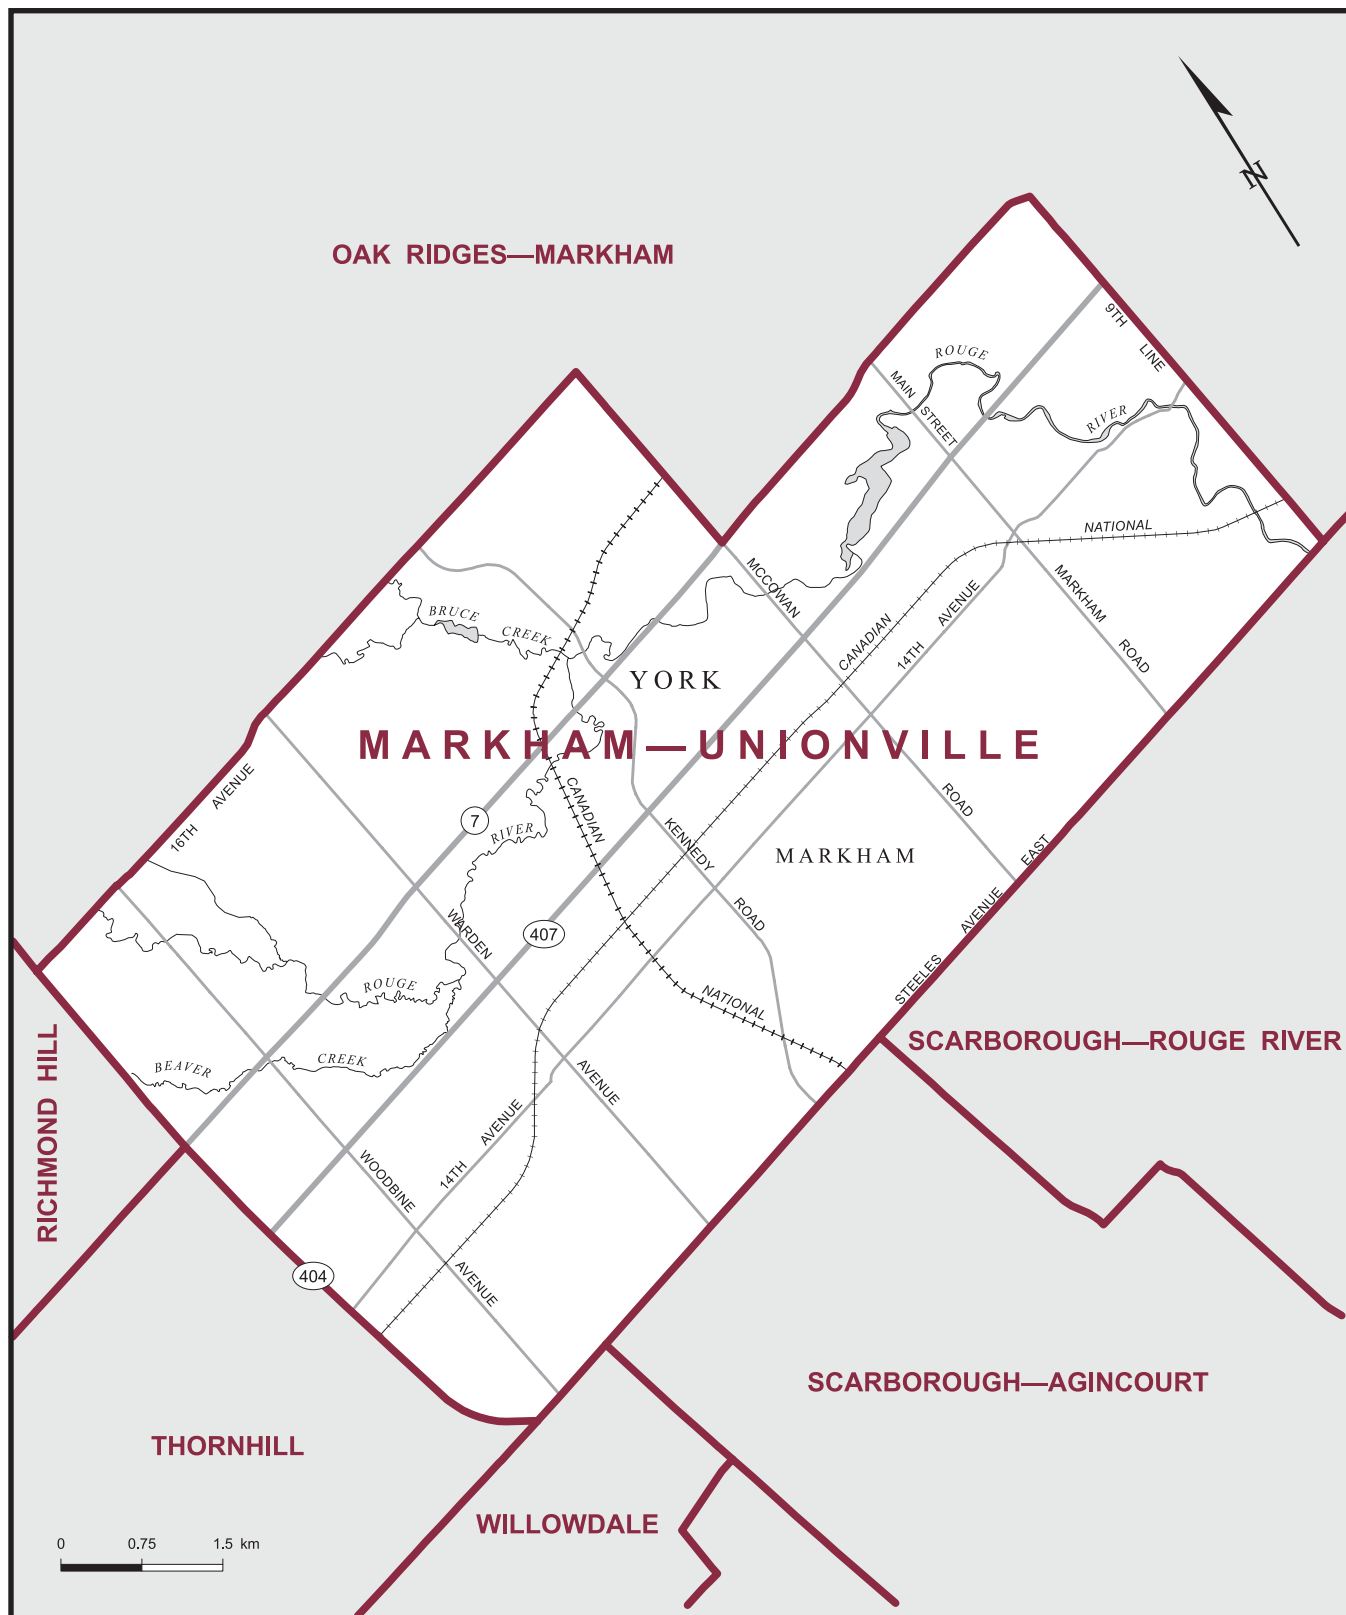 N
OAK RIDGES—MARKHAM
9TH
LINE
ROUGE
RIVER
MAIN
STREET
NATIONAL
MCCOWAN
MARKHAM
ROAD
BRUCE
CREEK
CANADIAN
14TH
AVENUE
YORK
MARKHAM—UNIONVILLE
16TH
AVENUE
7
CANADIAN
RIVER
ROAD
KENNEDY
MARKHAM
EAST
AVENUE
STEELES
ROAD
WARDEN
407
ROUGE
NATIONAL
SCARBOROUGH—ROUGE RIVER
RICHMOND HILL
BEAVER
CREEK
AVENUE
14TH
AVENUE
WOODBINE
AVENUE
404
SCARBOROUGH—AGINCOURT
THORNHILL
WILLOWDALE
0 0.75 1.5 km